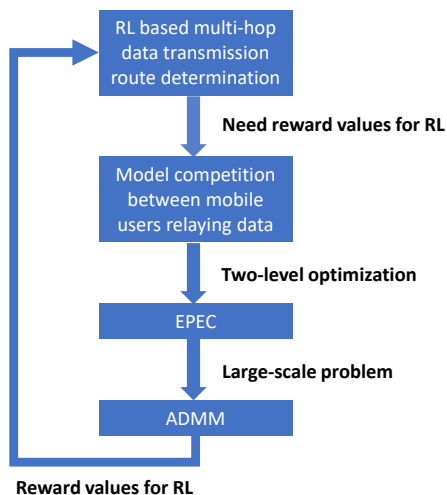 RL based multi-hop
data transmission
route determination
Need reward values for RL
Model competition
between mobile
users relaying data
Two-level optimization
EPEC
Large-scale problem
ADMM
Reward values for RL